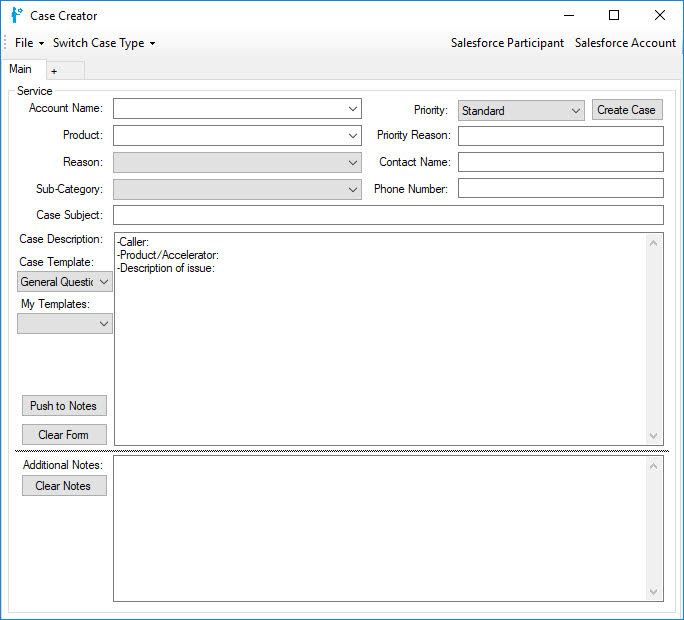 Case Creator
File Switch Case Type Salesforce Participant Salesforce Account
Main +
Service
Account Name: Priority: Standard Create Case
Product: Priority Reason:
Reason: Contact Name:
Sub-Category: Phone Number:
Case Subject:
Case Description:
-Caller:
-Product/Accelerator:
-Description of issue:
Case Template:
General Questic
My Templates:
Push to Notes
Clear Form
Additional Notes:
Clear Notes